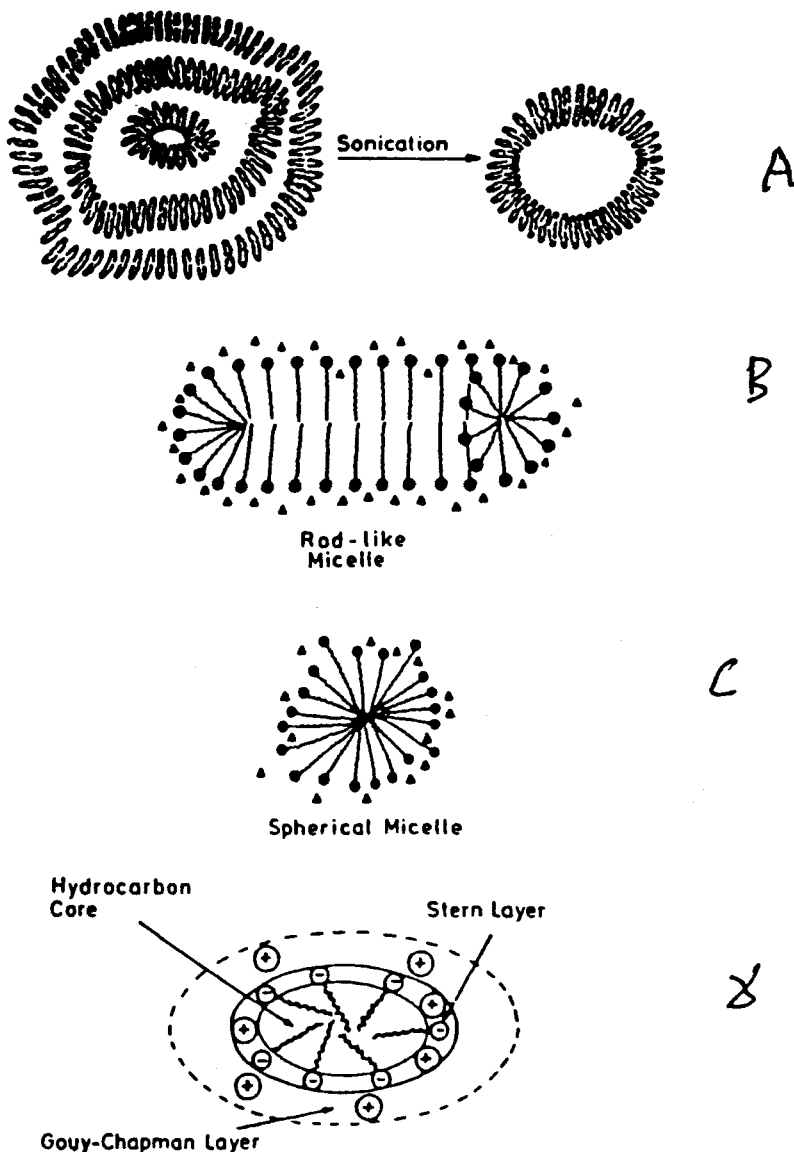 Sonication
A
B
Rod-like
Micelle
C
Spherical Micelle
Hydrocarbon
Core
Stern Layer
Gouy-Chapman Layer